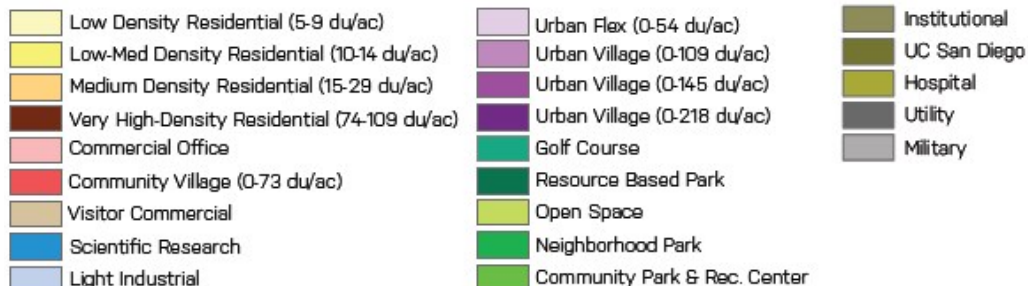 Low Density Residential (5-9 du/ac)
Low-Med Density Residential (10-14 du/ac)
Medium Density Residential (15-29 du/ac)
Very High-Density Residential (74-109 du/ac)
Commercial Office
Community Village (0-73 du/ac)
Visitor Commercial
Scientific Research
Light Industrial
Urban Flex (0-54 du/ac)
Urban Village (0-109 du/ac)
Urban Village (0-145 du/ac)
Urban Village (0-218 du/ac)
Golf Course
Resource Based Park
Open Space
Neighborhood Park
Community Park & Rec. Center
Institutional
UC San Diego
Hospital
Utility
Military